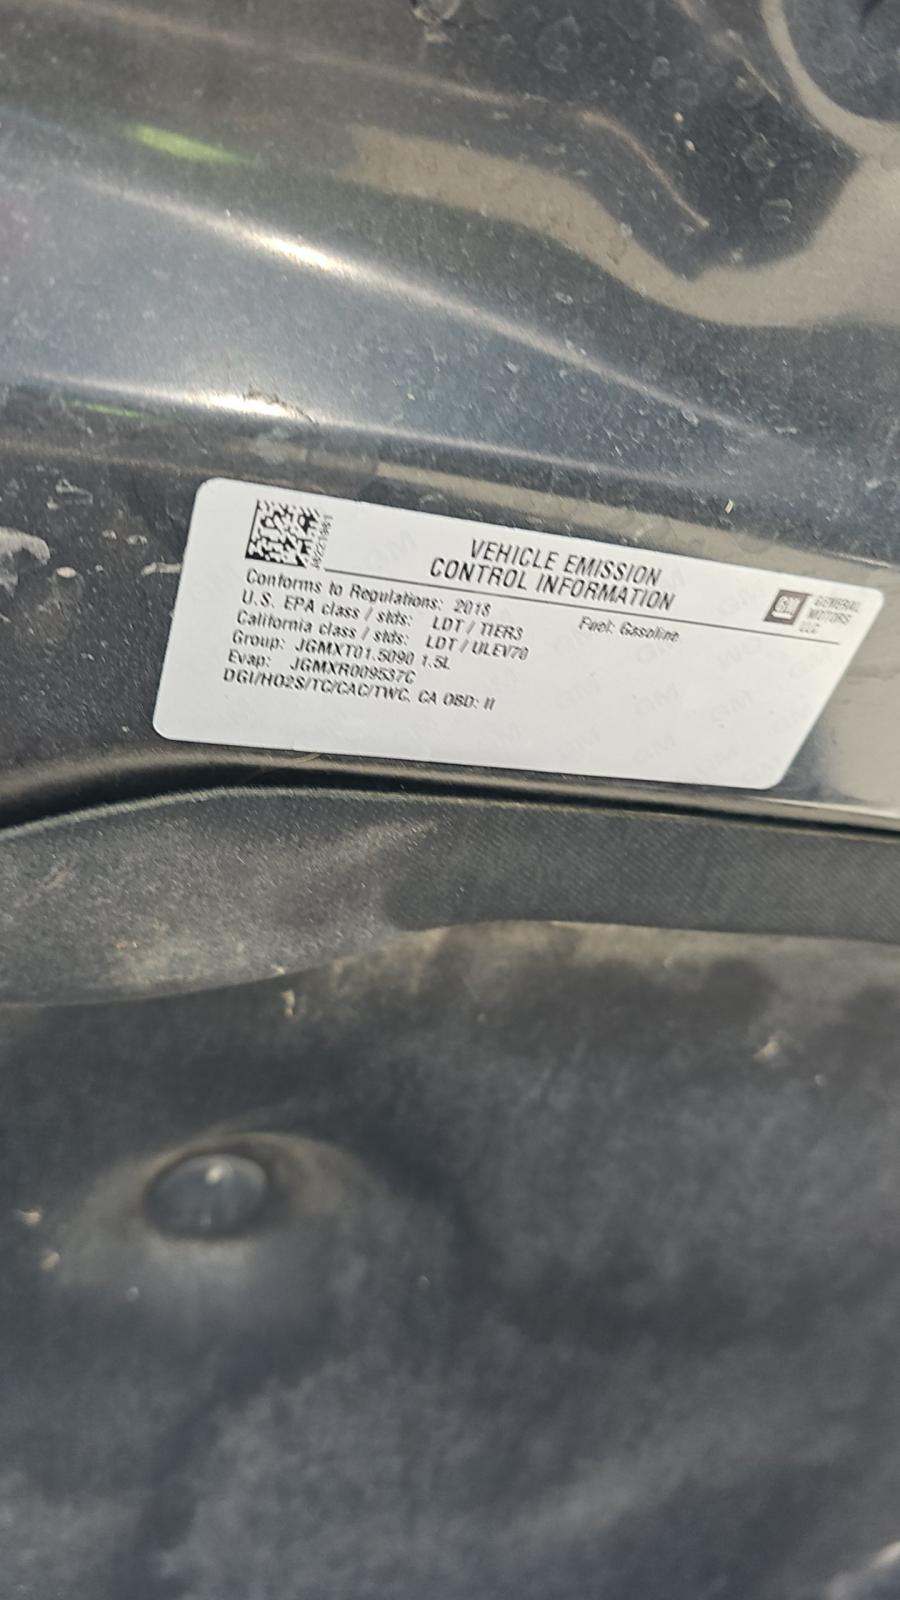 VEHICLE EMISSION
CONTROL INFORMATION
GM GENERAL
MOTORS
LLC
Conforms to Regulations: 2018
Fuel: Gasoline
U.S. EPA class / stds: LDT / TIER3
California class / stds: LDT / ULEV70
Group: JGMXT01.5090 1.5L
Evap: JGMXR009537C
DGI/HO2S/TC/CAC/TWC, CA OBD: II